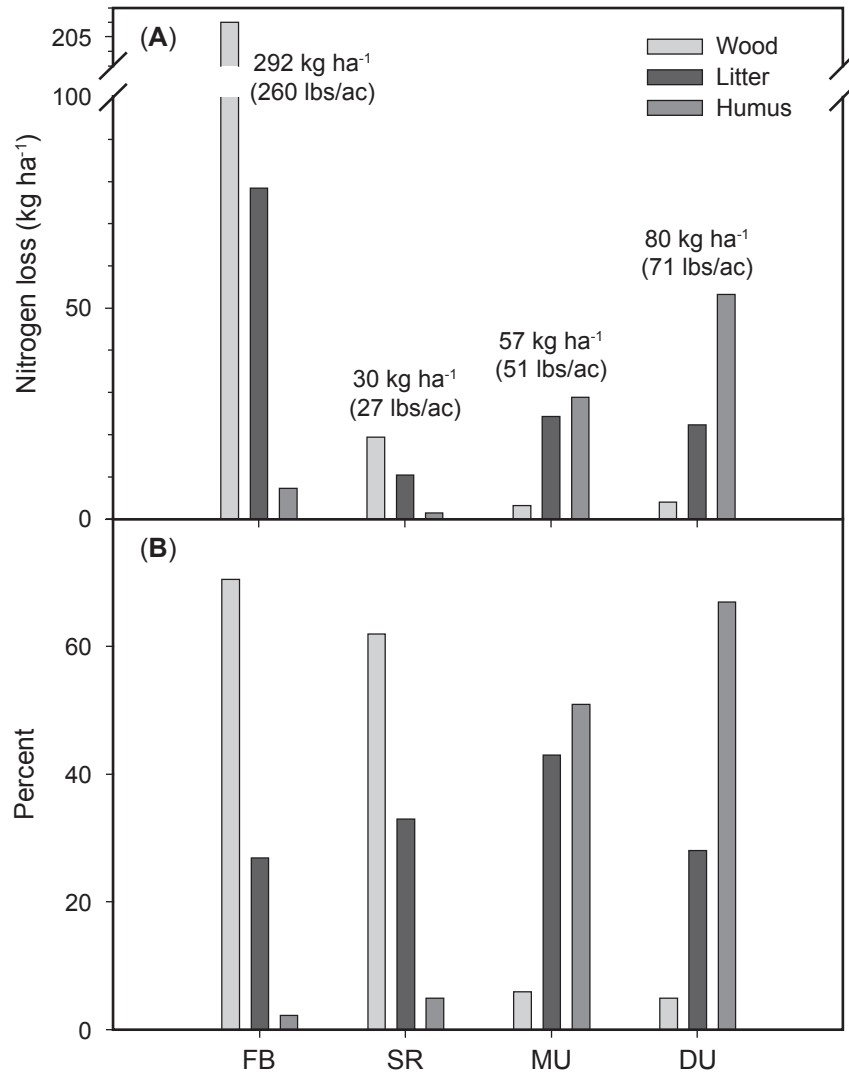 (A)
205
100
50
0
Nitrogen loss (kg ha⁻¹)
292 kg ha⁻¹
(260 lbs/ac)
30 kg ha⁻¹
(27 lbs/ac)
57 kg ha⁻¹
(51 lbs/ac)
80 kg ha⁻¹
(71 lbs/ac)
Wood
Litter
Humus
(B)
60
40
20
0
Percent
FB SR MU DU